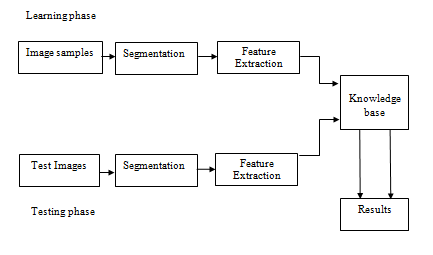 Learning phase
Image samples
Segmentation
Feature
Extraction
Knowledge
base
Test Images
Segmentation
Feature
Extraction
Testing phase
Results